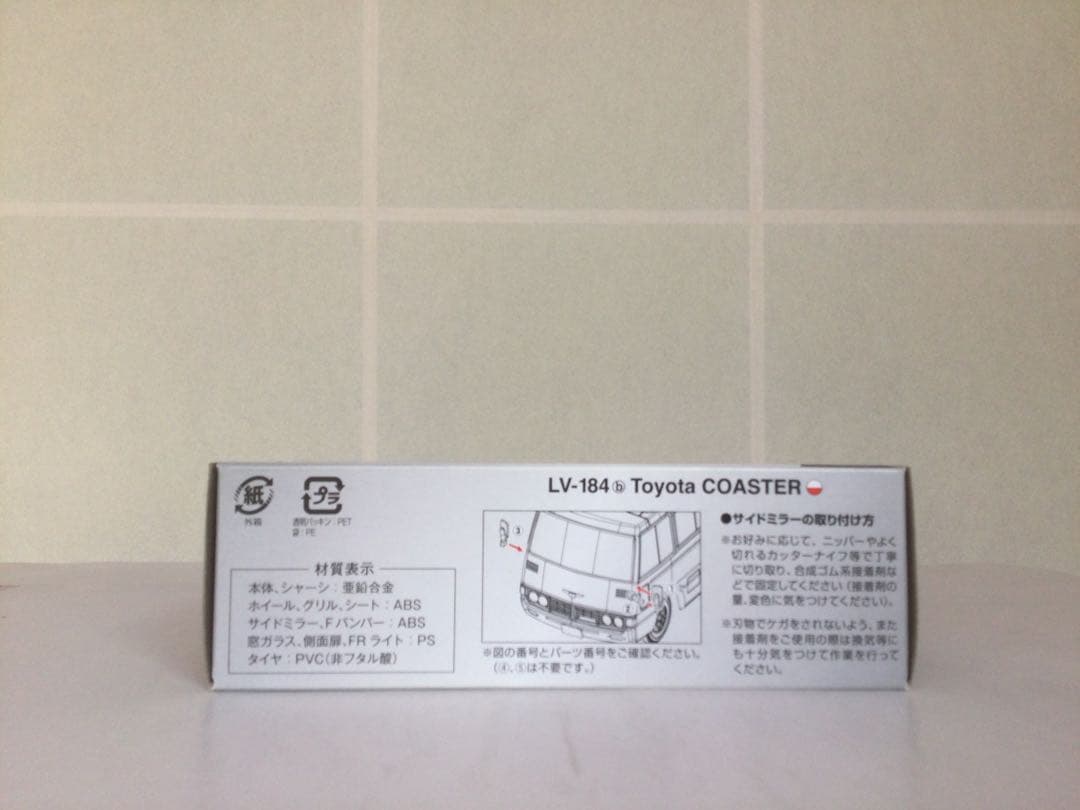 紙
外箱
プラ
透明パッキン：PET
袋：PE
材質表示
本体、シャーシ：亜鉛合金
ホイール、グリル、シート：ABS
サイドミラー、Fバンパー：ABS
窓ガラス、側面扉、FRライト：PS
タイヤ：PVC(非フタル酸)
LV-184ⓑ Toyota COASTER
③
②
※図の番号とパーツ番号をご確認ください。
(④、⑤は不要です。)
●サイドミラーの取り付け方
※お好みに応じて、ニッパーやよく
切れるカッターナイフ等で丁寧
に切り取り、合成ゴム系接着剤な
どで固定してください（接着剤の
量、変色に気をつけてください）。
※刃物でケガをされないよう、また
接着剤をご使用の際は換気等に
も十分気をつけて作業を行って
ください。